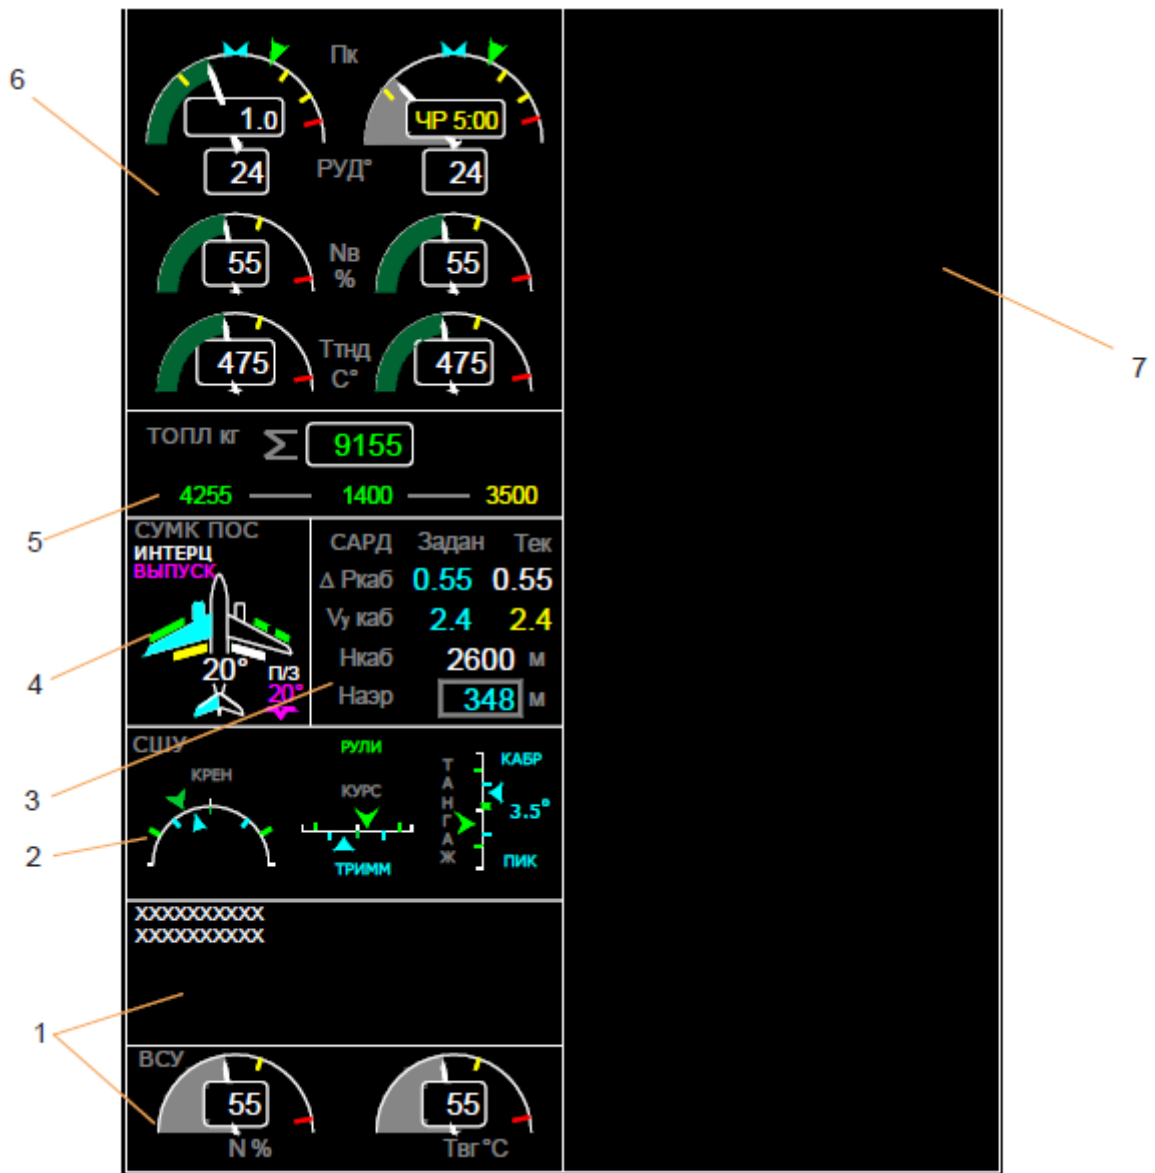 6
Пк
1.0
ЧР 5:00
24 РУД° 24
55 Nв % 55
475 Ттнд С° 475
7
ТОПЛ кг Σ 9155
4255 1400 3500
5
СУМК ПОС
ИНТЕРЦ
ВЫПУСК
20°
П/З
20°
4
САРД Задан Тек
Δ Ркаб 0.55 0.55
Vу каб 2.4 2.4
Нкаб 2600 м
Наэр 348 м
3
СШУ
КРЕН
РУЛИ
КУРС
ТРИММ
ТАНГАЖ
КАБР
3.5°
ПИК
2
XXXXXXXXXX
XXXXXXXXXX
1
ВСУ
55 55
N % Твг °С